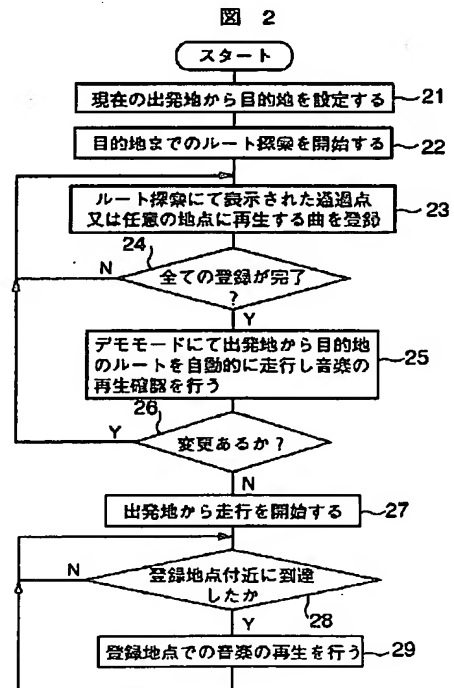 図 2
スタート
現在の出発地から目的地を設定する
21
目的地までのルート探索を開始する
22
ルート探索にて表示された通過点
又は任意の地点に再生する曲を登録
23
24
全ての登録が完了
?
N
Y
デモモードにて出発地から目的地
のルートを自動的に走行し音楽の
再生確認を行う
25
26
変更あるか?
Y
N
出発地から走行を開始する
27
登録地点付近に到達
したか
N
28
Y
登録地点での音楽の再生を行う
29